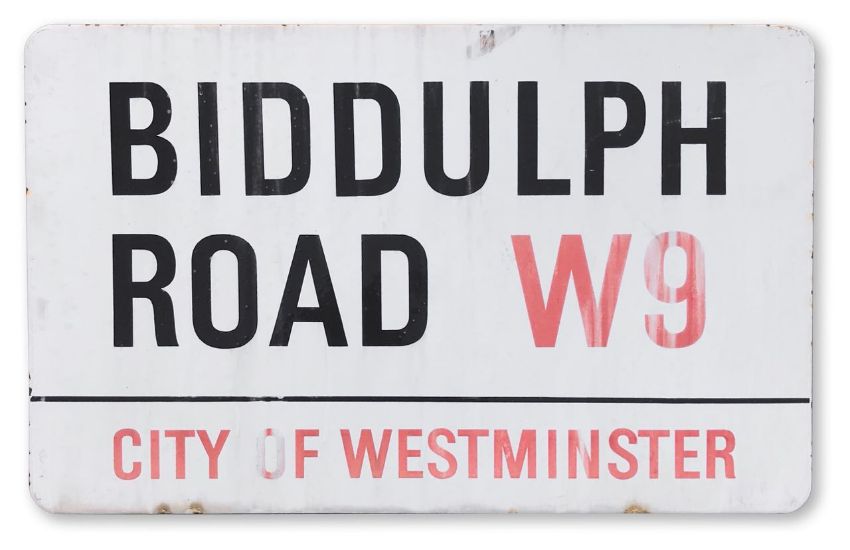 BIDDULPH
ROAD W9
CITY OF WESTMINSTER